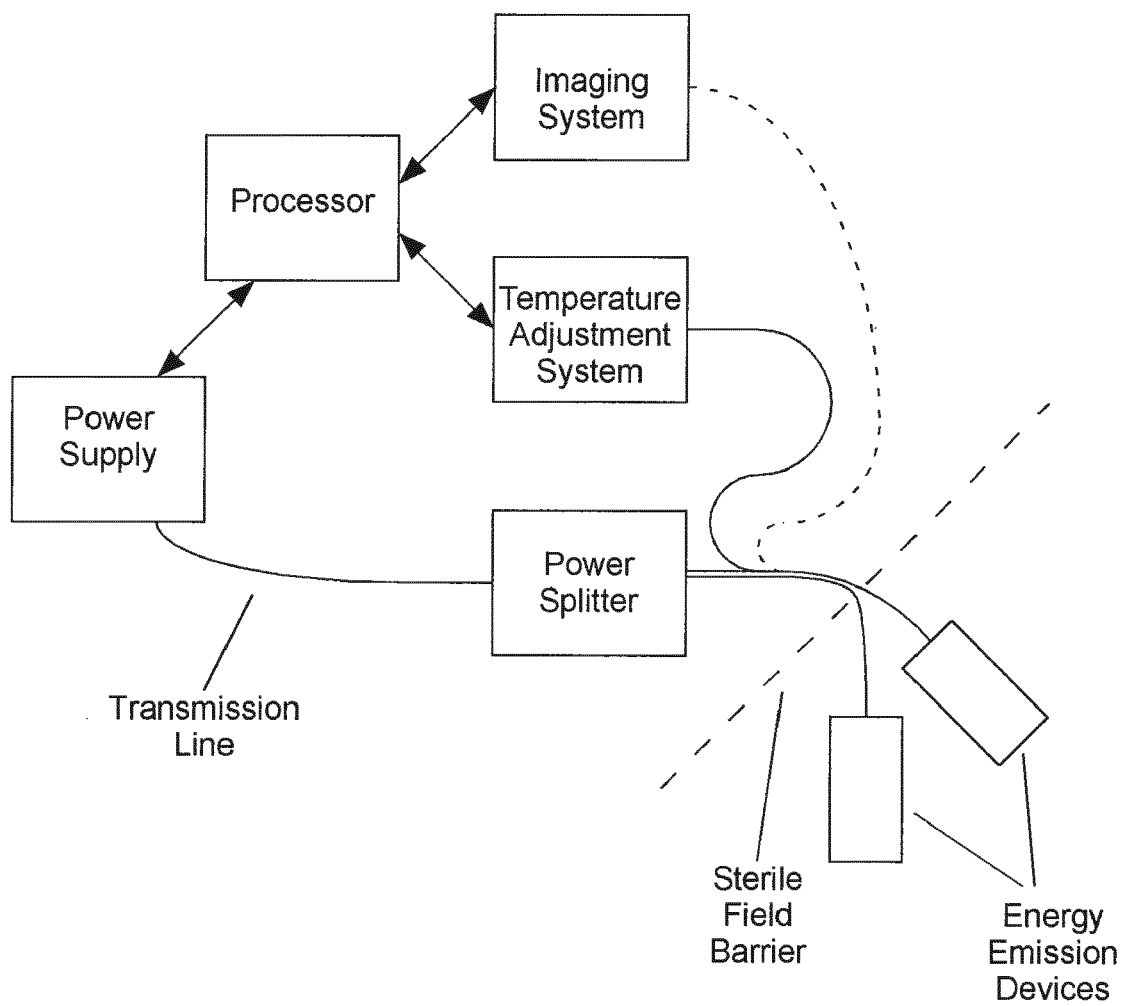 Imaging
System
Processor
Temperature
Adjustment
System
Power
Supply
Power
Splitter
Transmission
Line
Sterile
Field
Barrier
Energy
Emission
Devices